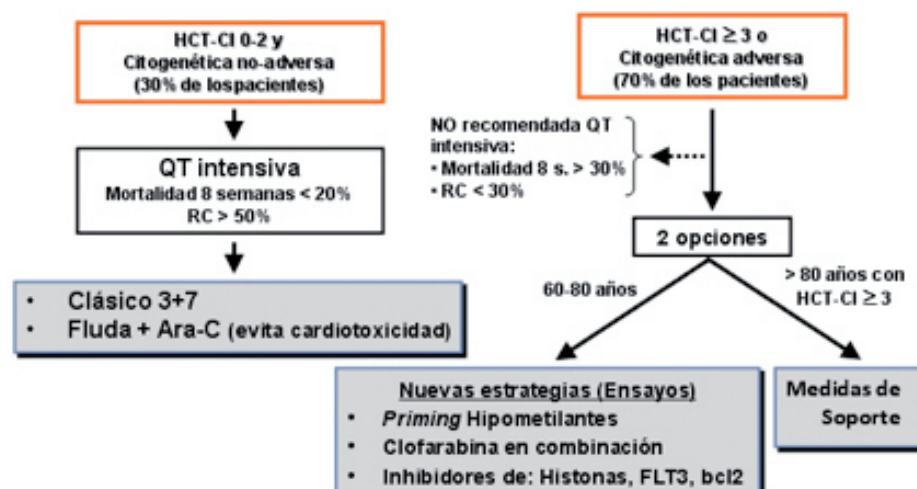 HCT-CI 0-2 y
Citogenética no-adversa
(30% de lospacientes)
QT intensiva
Mortalidad 8 semanas < 20%
RC > 50%
• Clásico 3+7
• Fluda + Ara-C (evita cardiotoxicidad)
HCT-CI ≥ 3 o
Citogenética adversa
(70% de los pacientes)
NO recomendada QT
intensiva:
• Mortalidad 8 s. > 30%
• RC < 30%
2 opciones
60-80 años
> 80 años con
HCT-CI ≥ 3
Nuevas estrategias (Ensayos)
• Priming Hipometilantes
• Clofarabina en combinación
• Inhibidores de: Histonas, FLT3, bcl2
Medidas de
Soporte